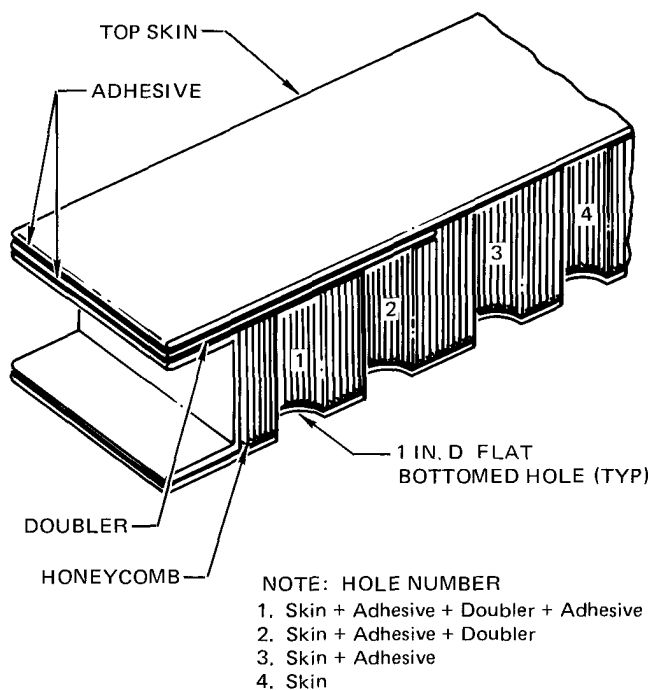 TOP SKIN
ADHESIVE
4
3
2
1
1 IN. D FLAT
BOTTOMED HOLE (TYP)
DOUBLER
HONEYCOMB
NOTE: HOLE NUMBER
1. Skin + Adhesive + Doubler + Adhesive
2. Skin + Adhesive + Doubler
3. Skin + Adhesive
4. Skin